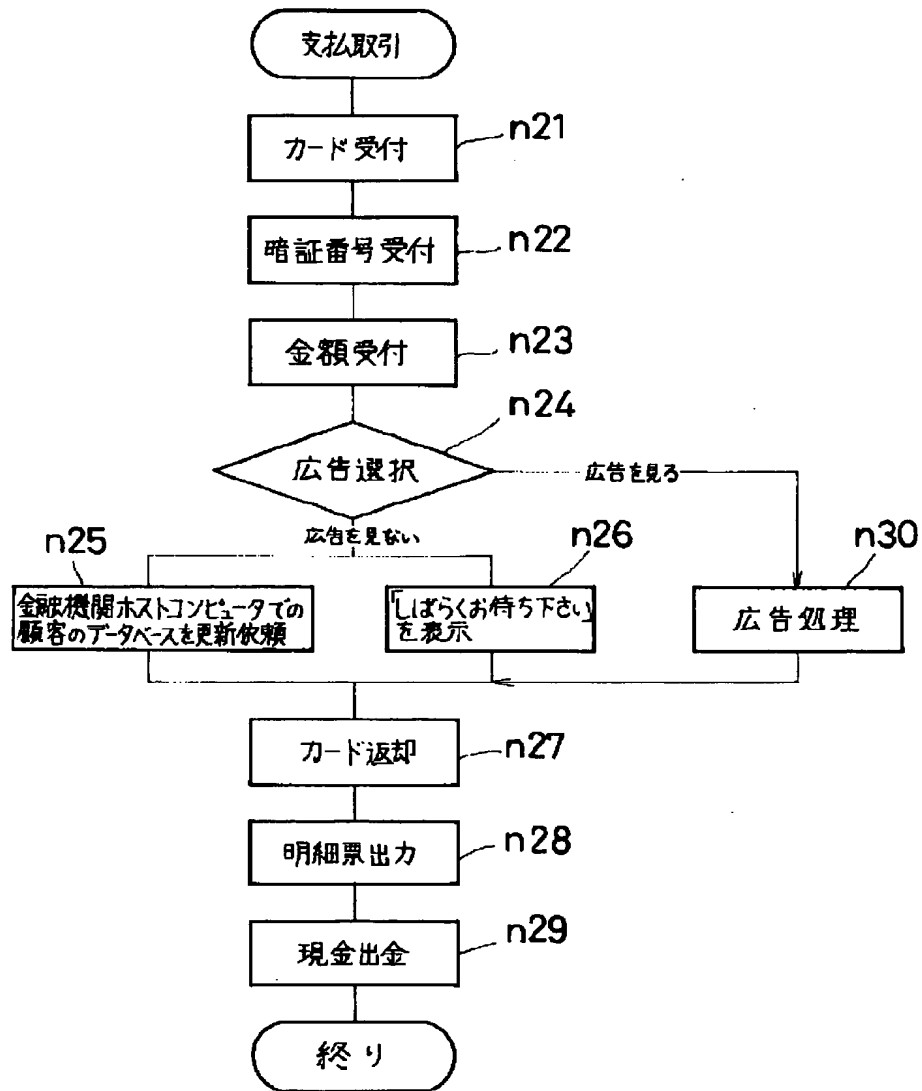 支払取引
カード受付
n21
暗証番号受付
n22
金額受付
n23
n24
広告選択
広告を見る
広告を見ない
n25
n26
n30
金融機関ホストコンピュータでの
顧客のデータベースを更新依頼
「しばらくお待ち下さい」
を表示
広告処理
カード返却
n27
明細票出力
n28
現金出金
n29
終り